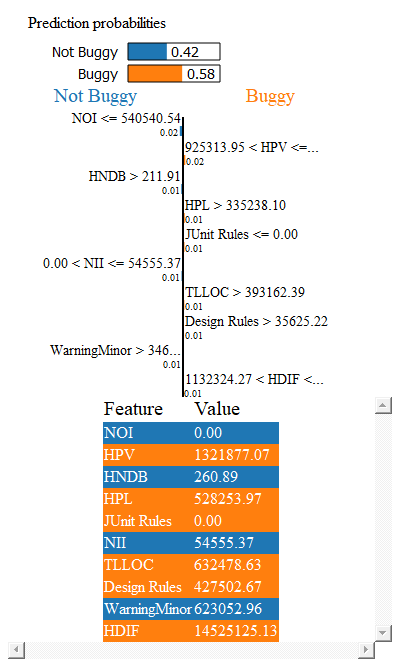 Prediction probabilities
Not Buggy 0.42
Buggy 0.58
Not Buggy Buggy
NOI <= 540540.54
0.02
925313.95 < HPV <=...
0.02
HNDB > 211.91
0.01
HPL > 335238.10
0.01
JUnit Rules <= 0.00
0.01
0.00 < NII <= 54555.37
0.01
TLLOC > 393162.39
0.01
Design Rules > 35625.22
0.01
WarningMinor > 346...
0.01
1132324.27 < HDIF <...
0.01
Feature Value
NOI 0.00
HPV 1321877.07
HNDB 260.89
HPL 528253.97
JUnit Rules 0.00
NII 54555.37
TLLOC 632478.63
Design Rules 427502.67
WarningMinor 623052.96
HDIF 14525125.13